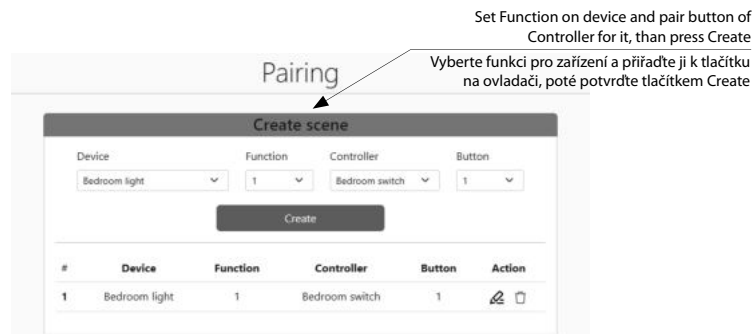 Set Function on device and pair button of
Controller for it, than press Create
Vyberte funkci pro zařízení a přiřaďte ji k tlačítku
na ovladači, poté potvrďte tlačítkem Create
Pairing
Create scene
Device Function Controller Button
Bedroom light 1 Bedroom switch 1
Create
# Device Function Controller Button Action
1 Bedroom light 1 Bedroom switch 1